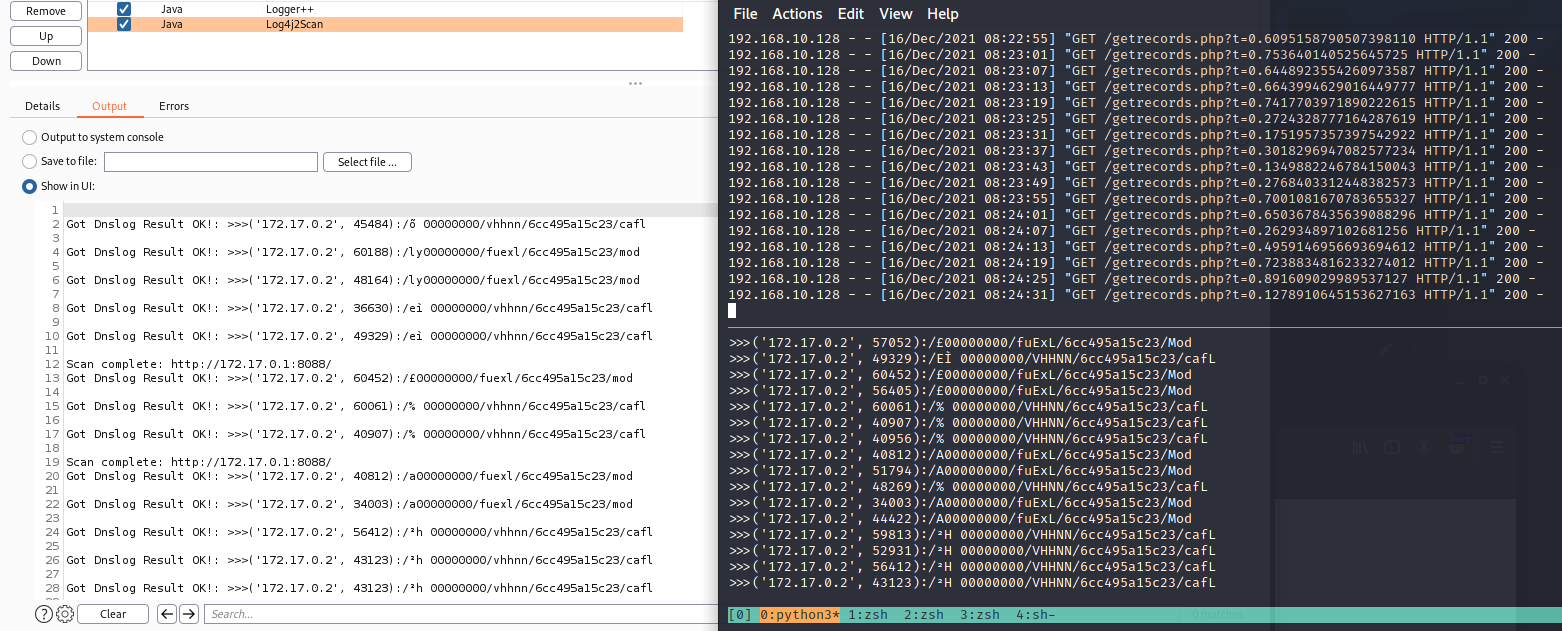 Remove
Java Logger++
Java Log4j2Scan
Up
Down
Details Output Errors
Output to system console
Save to file: Select file ...
Show in UI:
1
2 Got Dnslog Result OK!: >>>('172.17.0.2', 45484):/ő 00000000/vhhnn/6cc495a15c23/cafl
3
4 Got Dnslog Result OK!: >>>('172.17.0.2', 60188):/ly00000000/fuexl/6cc495a15c23/mod
5
6 Got Dnslog Result OK!: >>>('172.17.0.2', 48164):/ly00000000/fuexl/6cc495a15c23/mod
7
8 Got Dnslog Result OK!: >>>('172.17.0.2', 36630):/eì 00000000/vhhnn/6cc495a15c23/cafl
9
10 Got Dnslog Result OK!: >>>('172.17.0.2', 49329):/eì 00000000/vhhnn/6cc495a15c23/cafl
11
12 Scan complete: http://172.17.0.1:8088/
13 Got Dnslog Result OK!: >>>('172.17.0.2', 60452):/£00000000/fuexl/6cc495a15c23/mod
14
15 Got Dnslog Result OK!: >>>('172.17.0.2', 60061):/% 00000000/vhhnn/6cc495a15c23/cafl
16
17 Got Dnslog Result OK!: >>>('172.17.0.2', 40907):/% 00000000/vhhnn/6cc495a15c23/cafl
18
19 Scan complete: http://172.17.0.1:8088/
20 Got Dnslog Result OK!: >>>('172.17.0.2', 40812):/a00000000/fuexl/6cc495a15c23/mod
21
22 Got Dnslog Result OK!: >>>('172.17.0.2', 34003):/a00000000/fuexl/6cc495a15c23/mod
23
24 Got Dnslog Result OK!: >>>('172.17.0.2', 56412):/²h 00000000/vhhnn/6cc495a15c23/cafl
25
26 Got Dnslog Result OK!: >>>('172.17.0.2', 43123):/²h 00000000/vhhnn/6cc495a15c23/cafl
27
28 Got Dnslog Result OK!: >>>('172.17.0.2', 43123):/²h 00000000/vhhnn/6cc495a15c23/cafl
? Clear Search...
File Actions Edit View Help
192.168.10.128 - - [16/Dec/2021 08:22:55] "GET /getrecords.php?t=0.6095158790507398110 HTTP/1.1" 200 -
192.168.10.128 - - [16/Dec/2021 08:23:01] "GET /getrecords.php?t=0.753640140525645725 HTTP/1.1" 200 -
192.168.10.128 - - [16/Dec/2021 08:23:07] "GET /getrecords.php?t=0.6448923554260973587 HTTP/1.1" 200 -
192.168.10.128 - - [16/Dec/2021 08:23:13] "GET /getrecords.php?t=0.6643994629016449777 HTTP/1.1" 200 -
192.168.10.128 - - [16/Dec/2021 08:23:19] "GET /getrecords.php?t=0.7417703971890222615 HTTP/1.1" 200 -
192.168.10.128 - - [16/Dec/2021 08:23:25] "GET /getrecords.php?t=0.2724328777164287619 HTTP/1.1" 200 -
192.168.10.128 - - [16/Dec/2021 08:23:31] "GET /getrecords.php?t=0.1751957357397542922 HTTP/1.1" 200 -
192.168.10.128 - - [16/Dec/2021 08:23:37] "GET /getrecords.php?t=0.3018296947082577234 HTTP/1.1" 200 -
192.168.10.128 - - [16/Dec/2021 08:23:43] "GET /getrecords.php?t=0.1349882246784150043 HTTP/1.1" 200 -
192.168.10.128 - - [16/Dec/2021 08:23:49] "GET /getrecords.php?t=0.2768403312448382573 HTTP/1.1" 200 -
192.168.10.128 - - [16/Dec/2021 08:23:55] "GET /getrecords.php?t=0.7001081670783655327 HTTP/1.1" 200 -
192.168.10.128 - - [16/Dec/2021 08:24:01] "GET /getrecords.php?t=0.6503678435639088296 HTTP/1.1" 200 -
192.168.10.128 - - [16/Dec/2021 08:24:07] "GET /getrecords.php?t=0.262934897102681256 HTTP/1.1" 200 -
192.168.10.128 - - [16/Dec/2021 08:24:13] "GET /getrecords.php?t=0.4959146956693694612 HTTP/1.1" 200 -
192.168.10.128 - - [16/Dec/2021 08:24:19] "GET /getrecords.php?t=0.7238834816233274012 HTTP/1.1" 200 -
192.168.10.128 - - [16/Dec/2021 08:24:25] "GET /getrecords.php?t=0.891609029989537127 HTTP/1.1" 200 -
192.168.10.128 - - [16/Dec/2021 08:24:31] "GET /getrecords.php?t=0.1278910645153627163 HTTP/1.1" 200 -
>>>('172.17.0.2', 57052):/£00000000/fuExL/6cc495a15c23/Mod
>>>('172.17.0.2', 49329):/EÌ 00000000/VHHNN/6cc495a15c23/cafL
>>>('172.17.0.2', 60452):/£00000000/fuExL/6cc495a15c23/Mod
>>>('172.17.0.2', 56405):/£00000000/fuExL/6cc495a15c23/Mod
>>>('172.17.0.2', 60061):/% 00000000/VHHNN/6cc495a15c23/cafL
>>>('172.17.0.2', 40907):/% 00000000/VHHNN/6cc495a15c23/cafL
>>>('172.17.0.2', 40956):/% 00000000/VHHNN/6cc495a15c23/cafL
>>>('172.17.0.2', 40812):/A00000000/fuExL/6cc495a15c23/Mod
>>>('172.17.0.2', 51794):/A00000000/fuExL/6cc495a15c23/Mod
>>>('172.17.0.2', 48269):/% 00000000/VHHNN/6cc495a15c23/cafL
>>>('172.17.0.2', 34003):/A00000000/fuExL/6cc495a15c23/Mod
>>>('172.17.0.2', 44422):/A00000000/fuExL/6cc495a15c23/Mod
>>>('172.17.0.2', 59813):/²H 00000000/VHHNN/6cc495a15c23/cafL
>>>('172.17.0.2', 52931):/²H 00000000/VHHNN/6cc495a15c23/cafL
>>>('172.17.0.2', 56412):/²H 00000000/VHHNN/6cc495a15c23/cafL
>>>('172.17.0.2', 43123):/²H 00000000/VHHNN/6cc495a15c23/cafL
[0] 0:python3* 1:zsh 2:zsh 3:zsh 4:sh-
0 matches